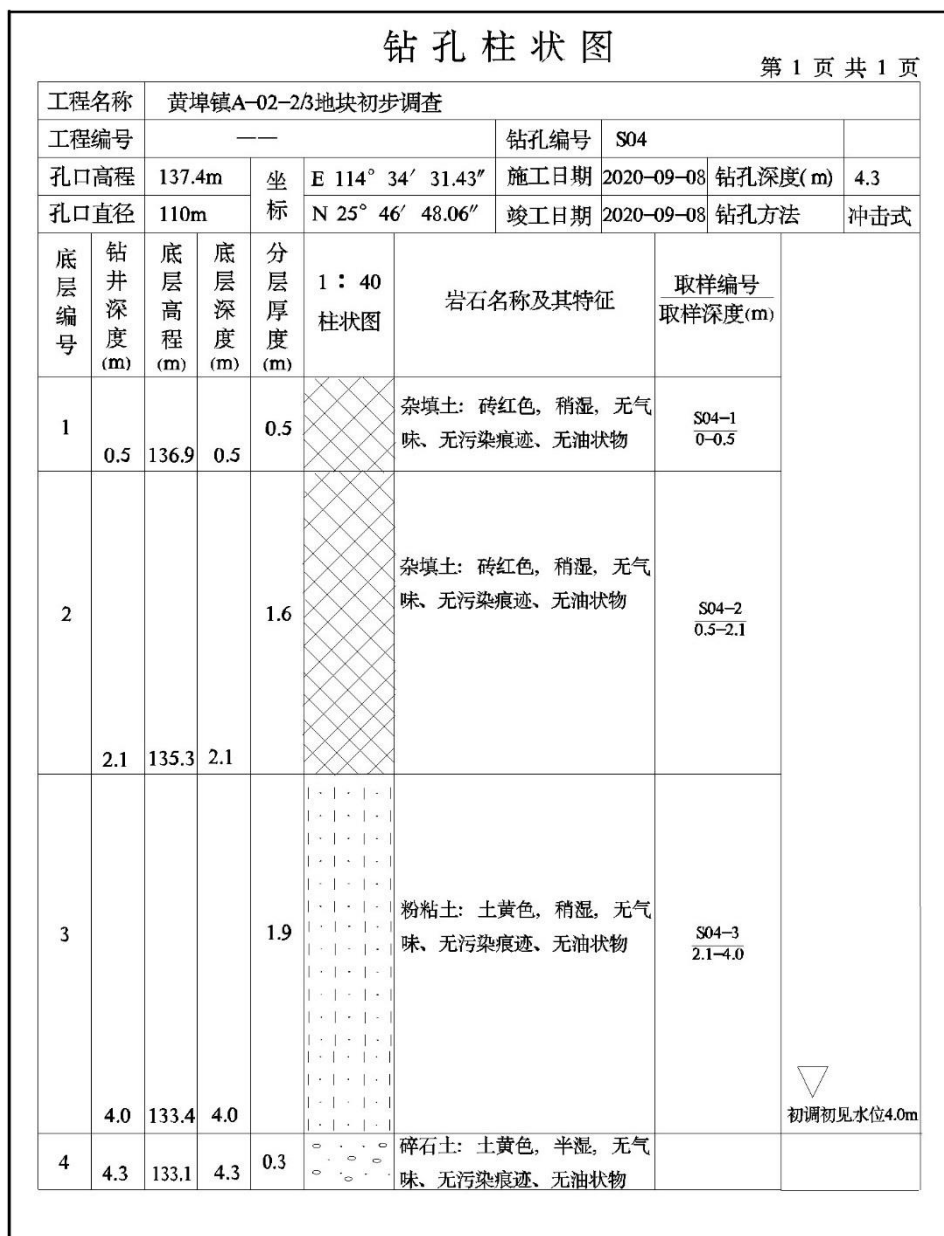 钻孔柱状图
第 1 页 共 1 页
工程名称 黄埠镇A-02-2/3地块初步调查
工程编号 —— 钻孔编号 S04
孔口高程 137.4m 坐标 E 114° 34′ 31.43″ 施工日期 2020-09-08 钻孔深度(m) 4.3
孔口直径 110m N 25° 46′ 48.06″ 竣工日期 2020-09-08 钻孔方法 冲击式
底层编号 钻井深度(m) 底层高程(m) 底层深度(m) 分层厚度(m) 1：40柱状图 岩石名称及其特征 取样编号 取样深度(m)
杂填土：砖红色，稍湿，无气
味、无污染痕迹、无油状物
1 0.5 S04-1
0-0.5
0.5 136.9 0.5
杂填土：砖红色，稍湿，无气
味、无污染痕迹、无油状物
2 1.6 S04-2
0.5-2.1
2.1 135.3 2.1
粉粘土：土黄色，稍湿，无气
味、无污染痕迹、无油状物
3 1.9 S04-3
2.1-4.0
4.0 133.4 4.0 初调初见水位4.0m
碎石土：土黄色，半湿，无气
味、无污染痕迹、无油状物
4 0.3
4.3 133.1 4.3